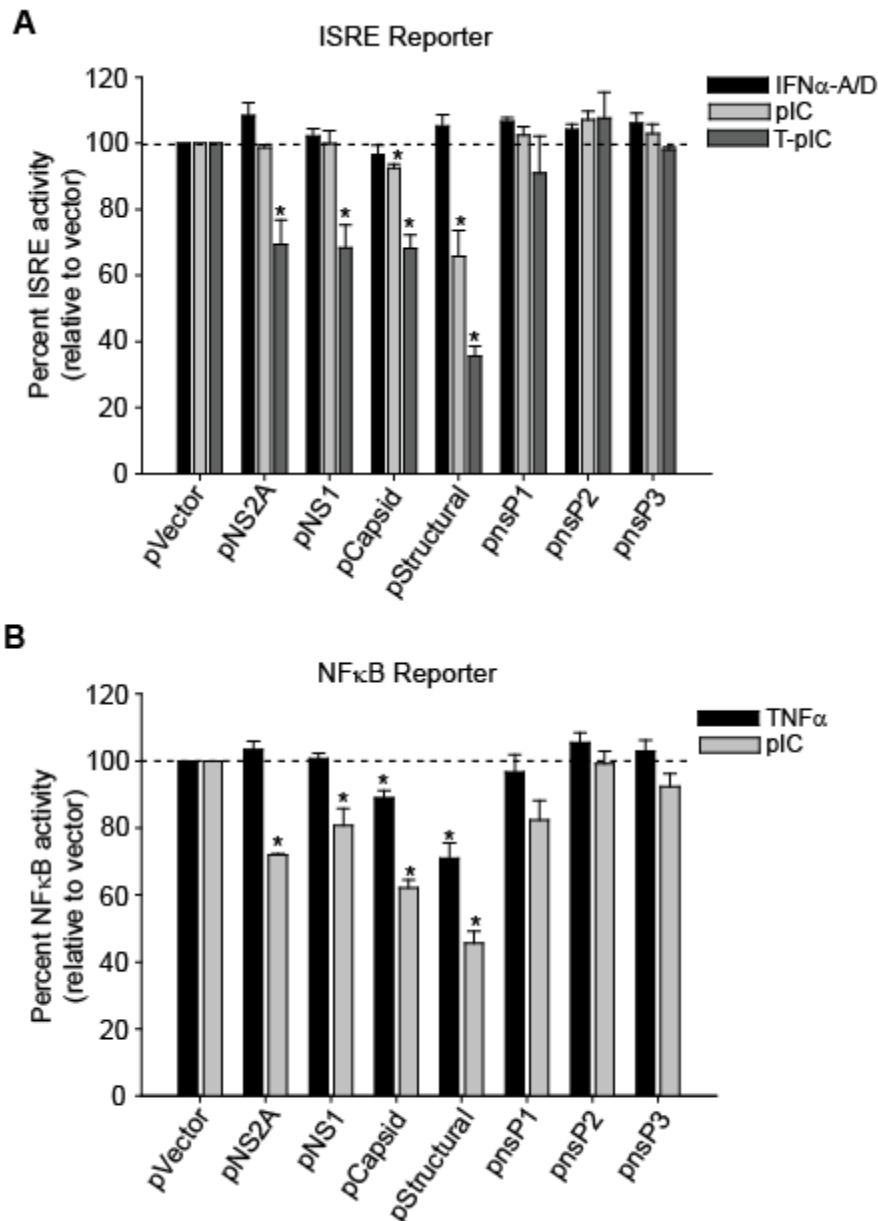 A
ISRE Reporter
Percent ISRE activity
(relative to vector)
120
100
80
60
40
20
0
IFNα-A/D
pIC
T-pIC
*
*
*
*
*
*
pVector
pNS2A
pNS1
pCapsid
pStructural
pnsP1
pnsP2
pnsP3
B
NFκB Reporter
Percent NFκB activity
(relative to vector)
120
100
80
60
40
20
0
TNFα
pIC
*
*
*
*
*
*
pVector
pNS2A
pNS1
pCapsid
pStructural
pnsP1
pnsP2
pnsP3